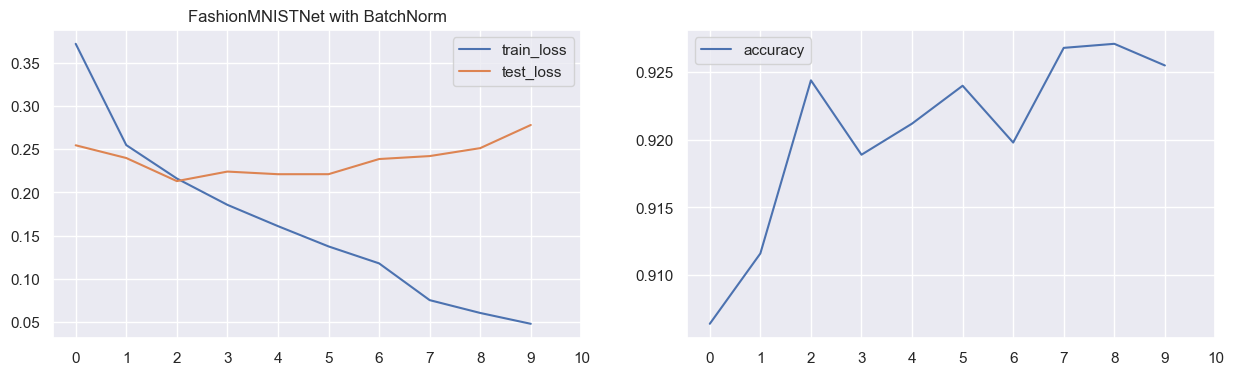 FashionMNISTNet with BatchNorm
train_loss
test_loss
0.35
0.30
0.25
0.20
0.15
0.10
0.05
0 1 2 3 4 5 6 7 8 9 10
accuracy
0.925
0.920
0.915
0.910
0 1 2 3 4 5 6 7 8 9 10